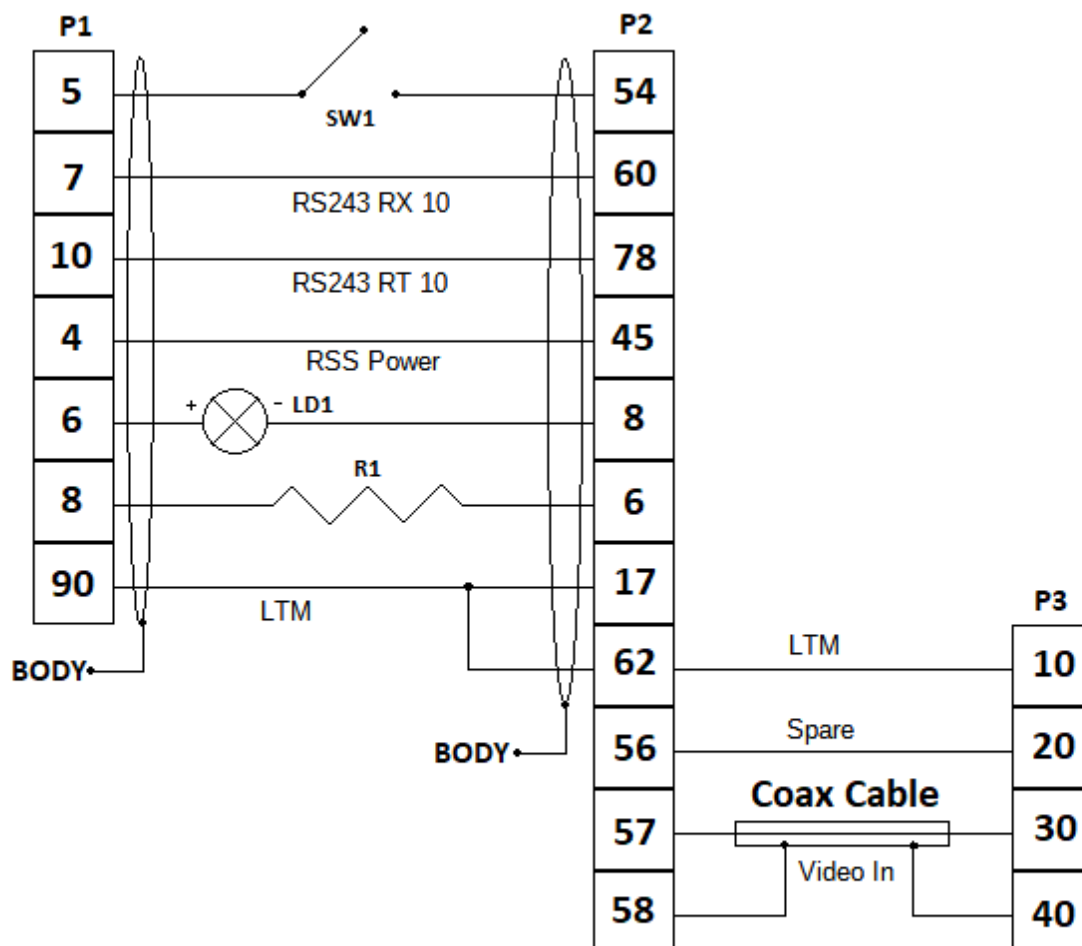 P1 P2
5 54
SW1
7 60
RS243 RX 10
10 78
RS243 RT 10
4 45
RSS Power
6 + - LD1 8
R1
8 6
90 17
LTM
P3
BODY
62 LTM 10
BODY
56 Spare 20
Coax Cable
57 30
Video In
58 40